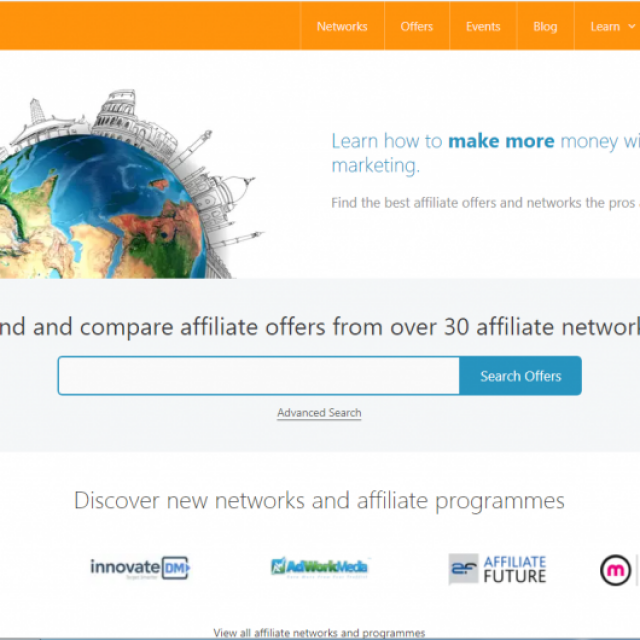 Networks Offers Events Blog Learn
Learn how to make more money wi
marketing.
Find the best affiliate offers and networks the pros
nd and compare affiliate offers from over 30 affiliate network
Search Offers
Advanced Search
Discover new networks and affiliate programmes
innovate DM
AdWorkMedia
af AFFILIATE
FUTURE
m
View all affiliate networks and programmes